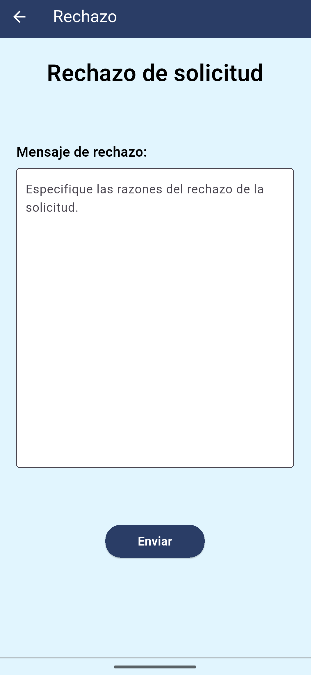 Rechazo
Rechazo de solicitud
Mensaje de rechazo:
Especifique las razones del rechazo de la
solicitud.
Enviar